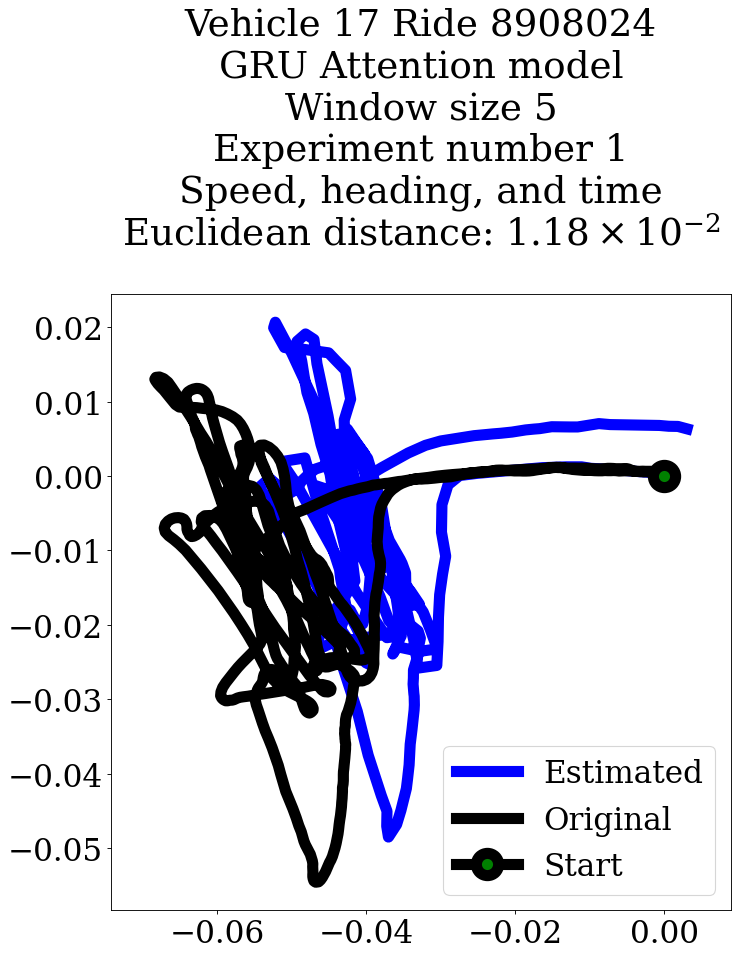 Vehicle 17 Ride 8908024
GRU Attention model
Window size 5
Experiment number 1
Speed, heading, and time
Euclidean distance: 1.18 × 10⁻²
0.02
0.01
0.00
−0.01
−0.02
−0.03
−0.04
−0.05
Estimated
Original
Start
−0.06
−0.04
−0.02
0.00